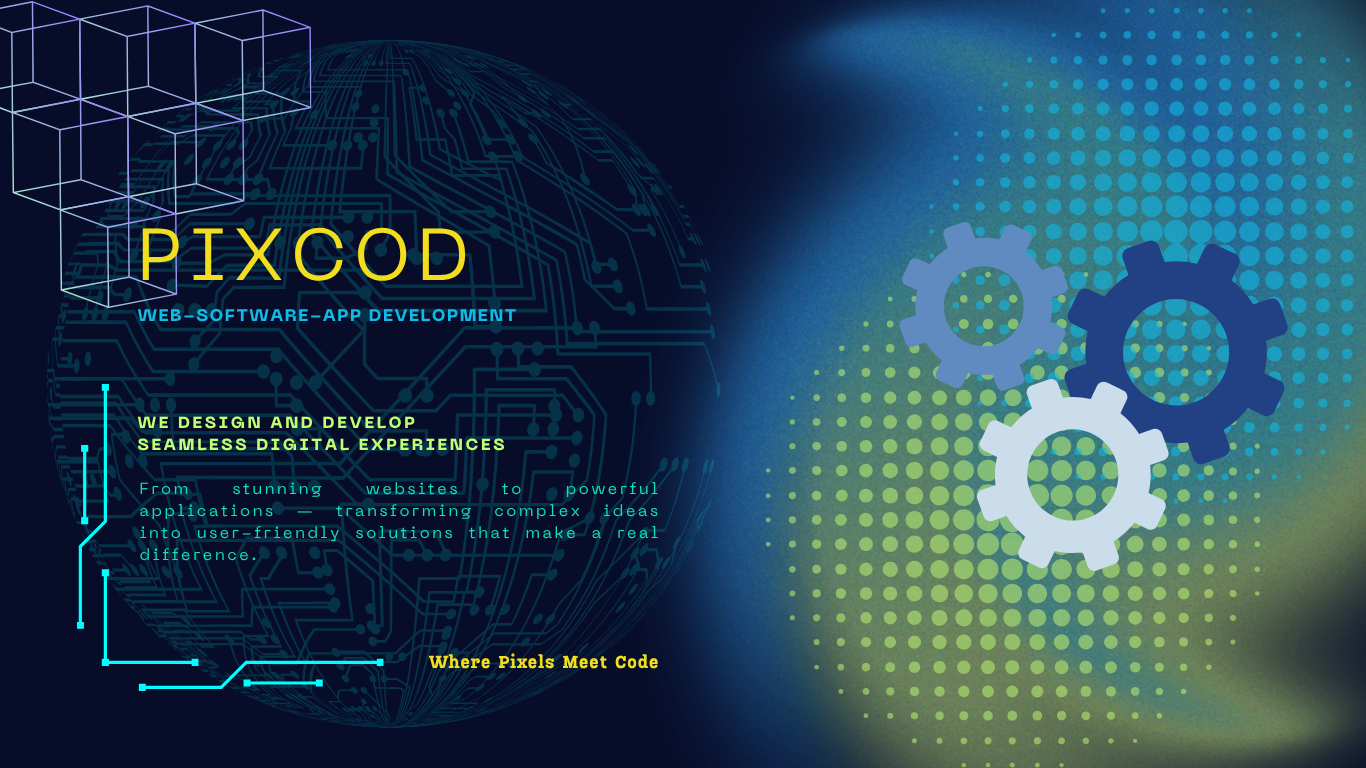 PIXCOD
WEB-SOFTWARE-APP DEVELOPMENT
WE DESIGN AND DEVELOP
SEAMLESS DIGITAL EXPERIENCES
From stunning websites to powerful
applications — transforming complex ideas
into user-friendly solutions that make a real
difference.
Where Pixels Meet Code